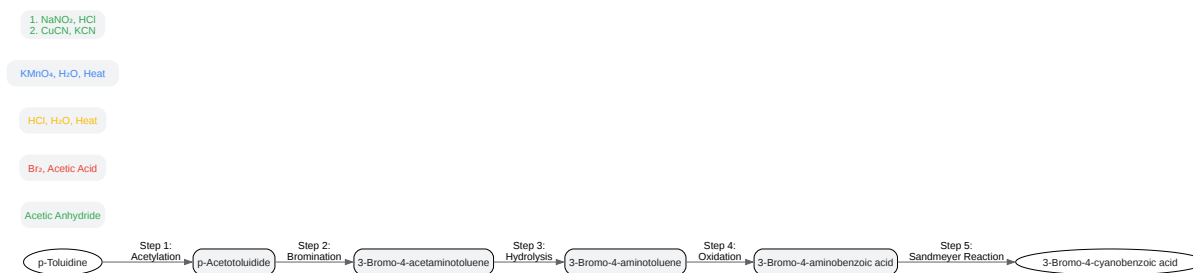 1. NaNO₂, HCl
2. CuCN, KCN
KMnO₄, H₂O, Heat
HCl, H₂O, Heat
Br₂, Acetic Acid
Acetic Anhydride
p-Toluidine
Step 1:
Acetylation
p-Acetotoluidide
Step 2:
Bromination
3-Bromo-4-acetaminotoluene
Step 3:
Hydrolysis
3-Bromo-4-aminotoluene
Step 4:
Oxidation
3-Bromo-4-aminobenzoic acid
Step 5:
Sandmeyer Reaction
3-Bromo-4-cyanobenzoic acid